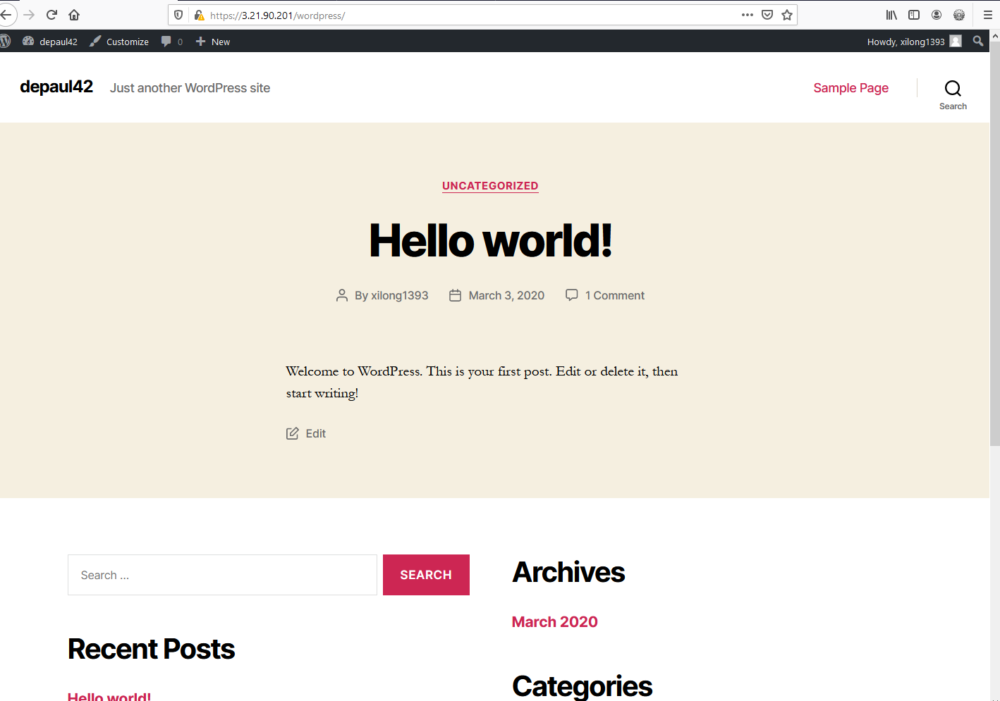 https://3.21.90.201/wordpress/
depaul42 Customize 0 New Howdy, xilong1393
depaul42 Just another WordPress site Sample Page
Search
UNCATEGORIZED
Hello world!
By xilong1393 March 3, 2020 1 Comment
Welcome to WordPress. This is your first post. Edit or delete it, then
start writing!
Edit
Search ... SEARCH
Archives
March 2020
Recent Posts
Categories
Hello world!